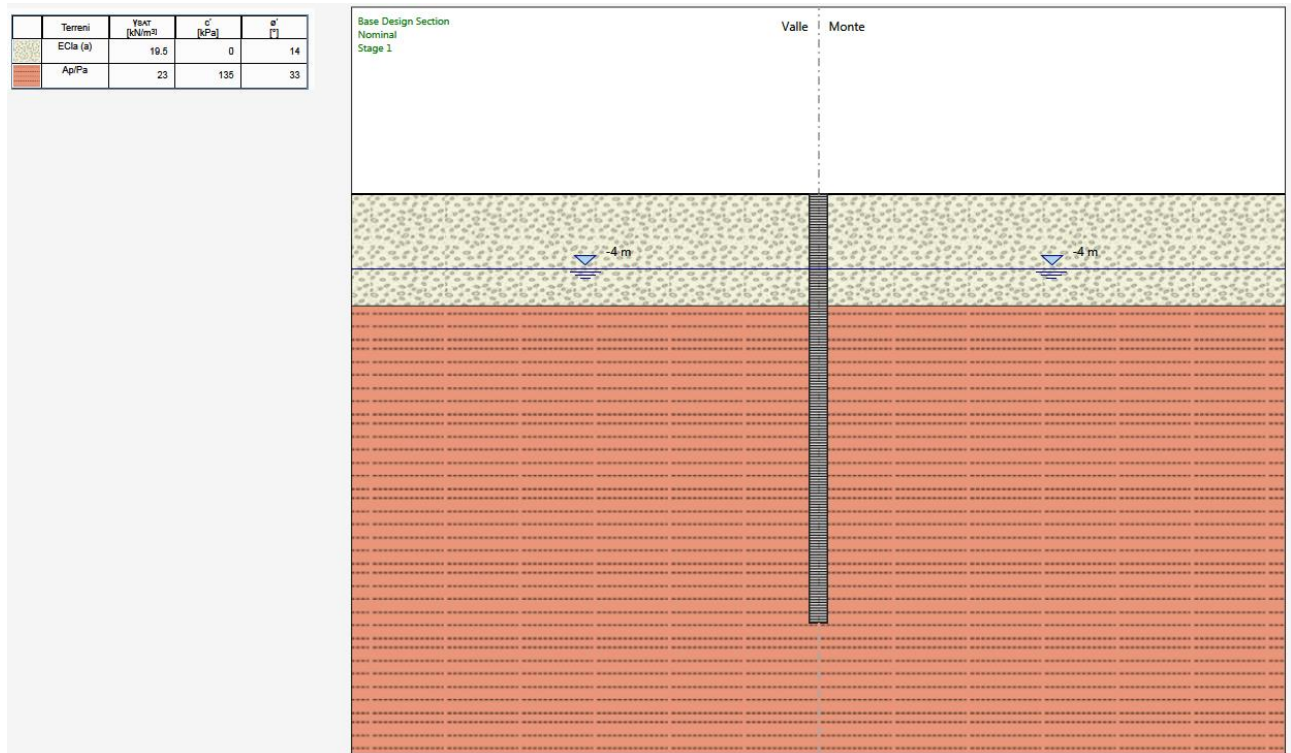 Terreni γSAT [kN/m³] c' [kPa] ø' [°]
ECla (a) 19.5 0 14
Ap/Pa 23 135 33
Base Design Section
Nominal
Stage 1
Valle Monte
-4 m -4 m